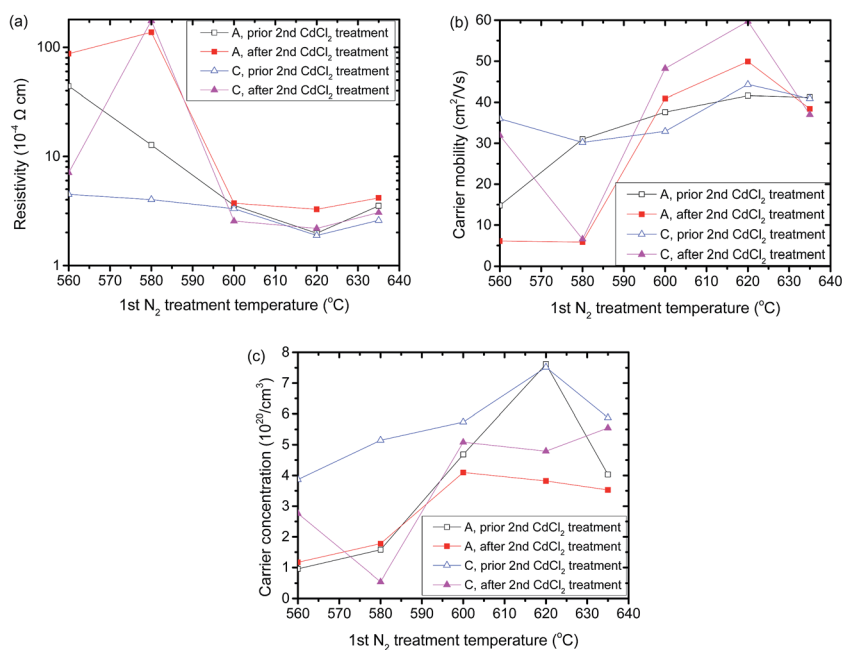 (a)
100
10
1
Resistivity (10⁻⁴ Ω cm)
A, prior 2nd CdCl₂ treatment
A, after 2nd CdCl₂ treatment
C, prior 2nd CdCl₂ treatment
C, after 2nd CdCl₂ treatment
560 570 580 590 600 610 620 630 640
1st N₂ treatment temperature (°C)
(b)
60
50
40
30
20
10
0
Carrier mobility (cm²/Vs)
A, prior 2nd CdCl₂ treatment
A, after 2nd CdCl₂ treatment
C, prior 2nd CdCl₂ treatment
C, after 2nd CdCl₂ treatment
560 570 580 590 600 610 620 630 640
1st N₂ treatment temperature (°C)
(c)
8
7
6
5
4
3
2
1
0
Carrier concentration (10²⁰/cm³)
A, prior 2nd CdCl₂ treatment
A, after 2nd CdCl₂ treatment
C, prior 2nd CdCl₂ treatment
C, after 2nd CdCl₂ treatment
560 570 580 590 600 610 620 630 640
1st N₂ treatment temperature (°C)